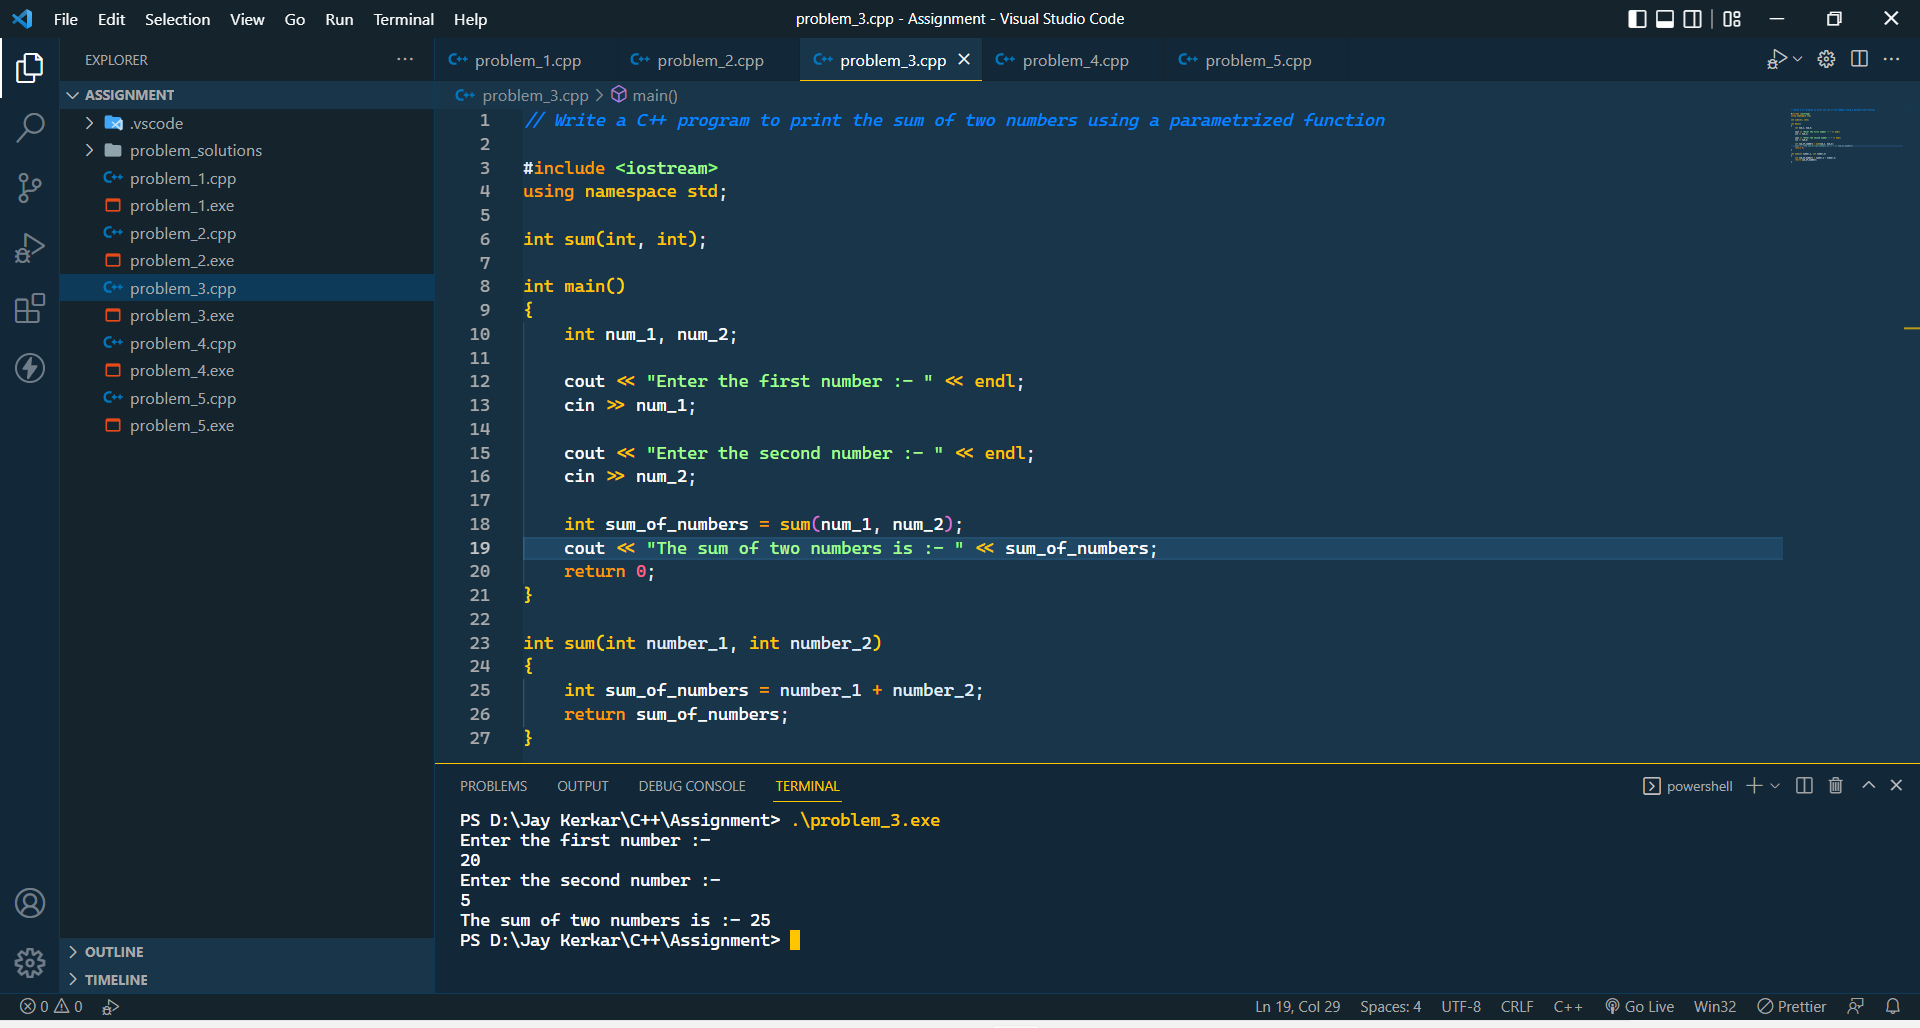 File Edit Selection View Go Run Terminal Help
problem_3.cpp - Assignment - Visual Studio Code
EXPLORER
ASSIGNMENT
.vscode
problem_solutions
problem_1.cpp
problem_1.exe
problem_2.cpp
problem_2.exe
problem_3.cpp
problem_3.exe
problem_4.cpp
problem_4.exe
problem_5.cpp
problem_5.exe
OUTLINE
TIMELINE
problem_1.cpp problem_2.cpp problem_3.cpp problem_4.cpp problem_5.cpp
problem_3.cpp > main()
1 // Write a C++ program to print the sum of two numbers using a parametrized function
2
3 #include <iostream>
4 using namespace std;
5
6 int sum(int, int);
7
8 int main()
9 {
10 int num_1, num_2;
11
12 cout << "Enter the first number :- " << endl;
13 cin >> num_1;
14
15 cout << "Enter the second number :- " << endl;
16 cin >> num_2;
17
18 int sum_of_numbers = sum(num_1, num_2);
19 cout << "The sum of two numbers is :- " << sum_of_numbers;
20 return 0;
21 }
22
23 int sum(int number_1, int number_2)
24 {
25 int sum_of_numbers = number_1 + number_2;
26 return sum_of_numbers;
27 }
PROBLEMS OUTPUT DEBUG CONSOLE TERMINAL
powershell
PS D:\Jay Kerkar\C++\Assignment> .\problem_3.exe
Enter the first number :-
20
Enter the second number :-
5
The sum of two numbers is :- 25
PS D:\Jay Kerkar\C++\Assignment>
0 0
Ln 19, Col 29 Spaces: 4 UTF-8 CRLF C++ Go Live Win32 Prettier